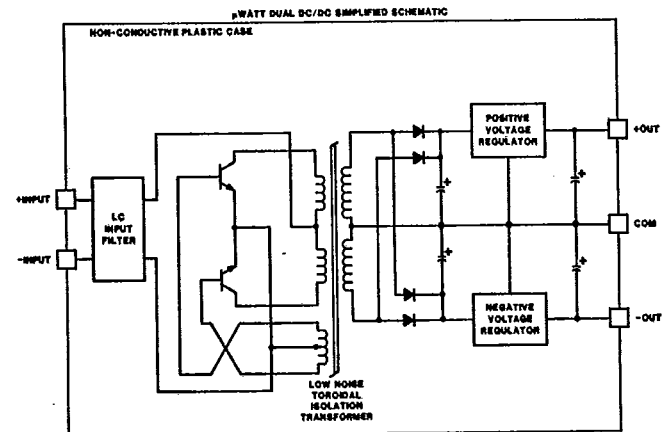 µWATT DUAL DC/DC SIMPLIFIED SCHEMATIC
NON-CONDUCTIVE PLASTIC CASE
POSITIVE
VOLTAGE
REGULATOR
+OUT
+INPUT
LC
INPUT
FILTER
-INPUT
+
+
COM
+
+
NEGATIVE
VOLTAGE
REGULATOR
-OUT
LOW NOISE
TOROIDAL
ISOLATION
TRANSFORMER